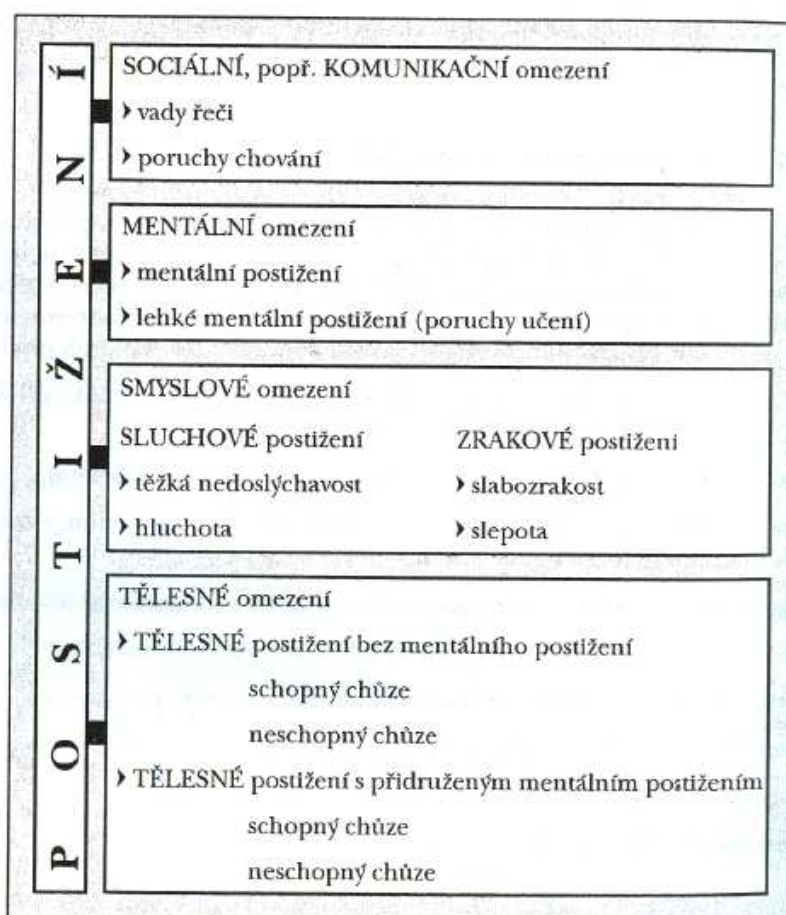 POSTIŽENÍ
SOCIÁLNÍ, popř. KOMUNIKAČNÍ omezení
› vady řeči
› poruchy chování
MENTÁLNÍ omezení
› mentální postižení
› lehké mentální postižení (poruchy učení)
SMYSLOVÉ omezení
SLUCHOVÉ postižení
› těžká nedoslýchavost
› hluchota
ZRAKOVÉ postižení
› slabozrakost
› slepota
TĚLESNÉ omezení
› TĚLESNÉ postižení bez mentálního postižení
schopný chůze
neschopný chůze
› TĚLESNÉ postižení s přidruženým mentálním postižením
schopný chůze
neschopný chůze